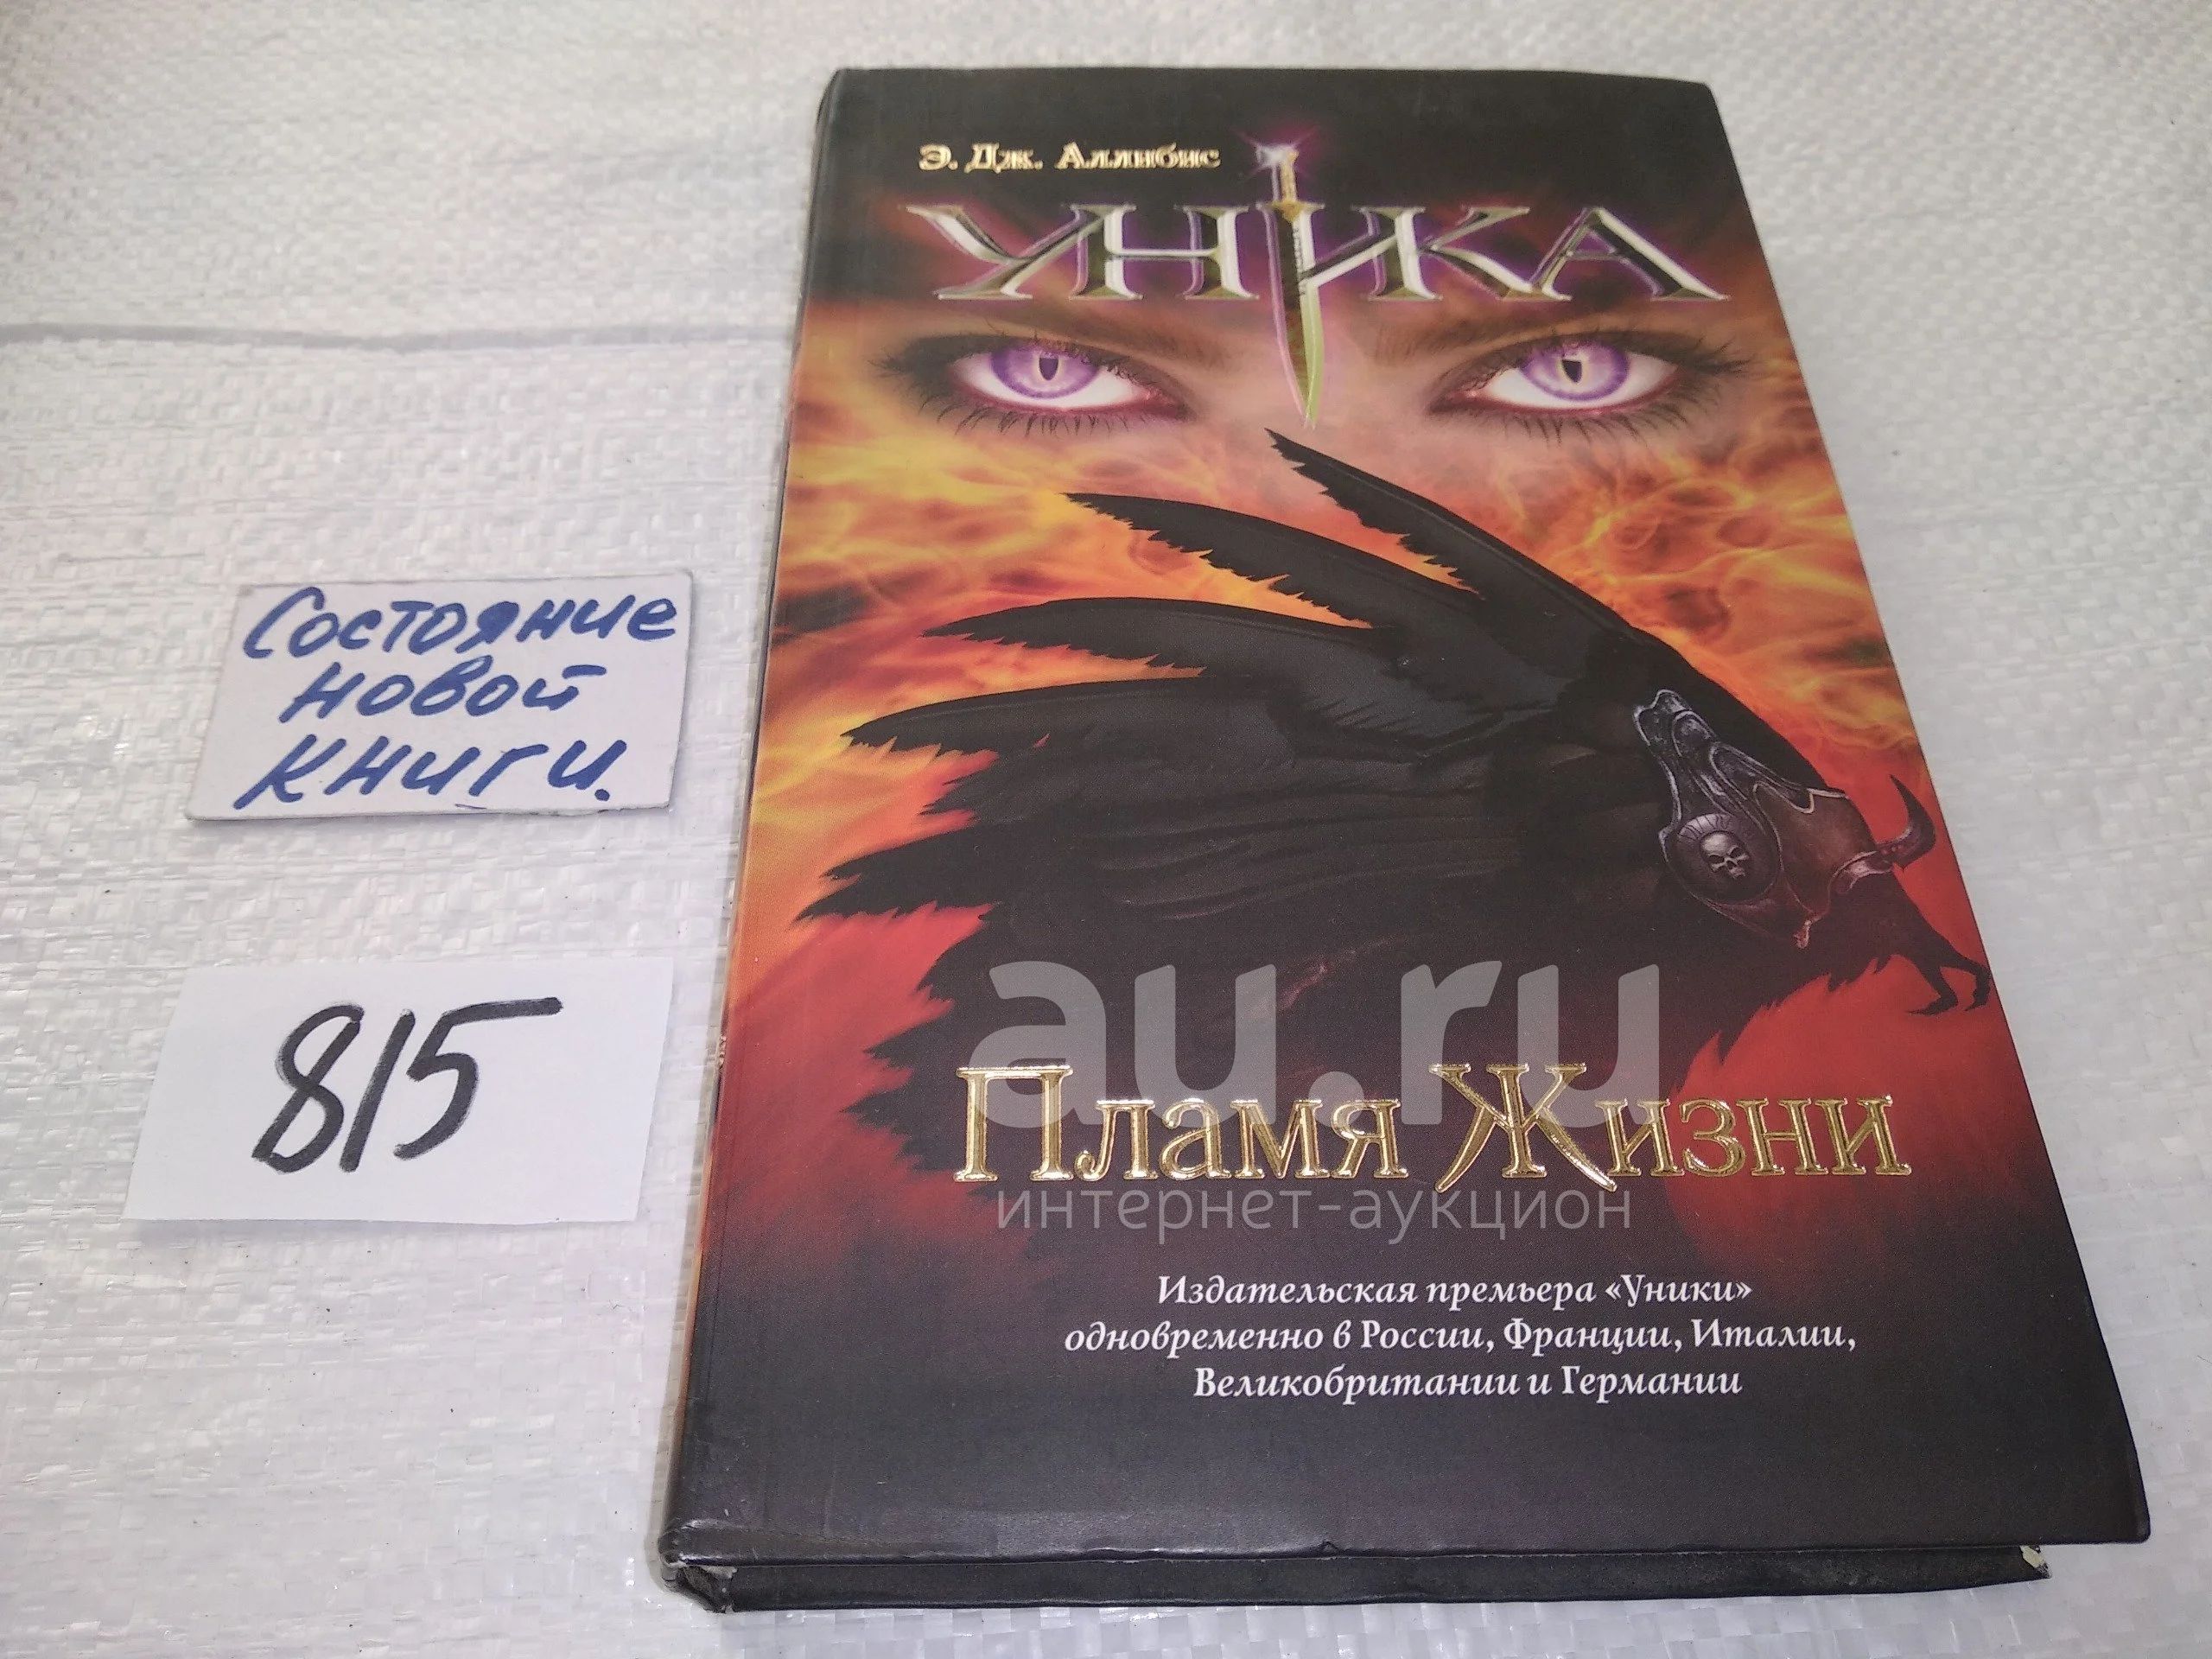 Э. Дж. Аллибис
УНИКА
Состояние
новой
книги.
815
au.ru
Пламя Жизни
интернет-аукцион
Издательская премьера «Уники»
одновременно в России, Франции, Италии,
Великобритании и Германии